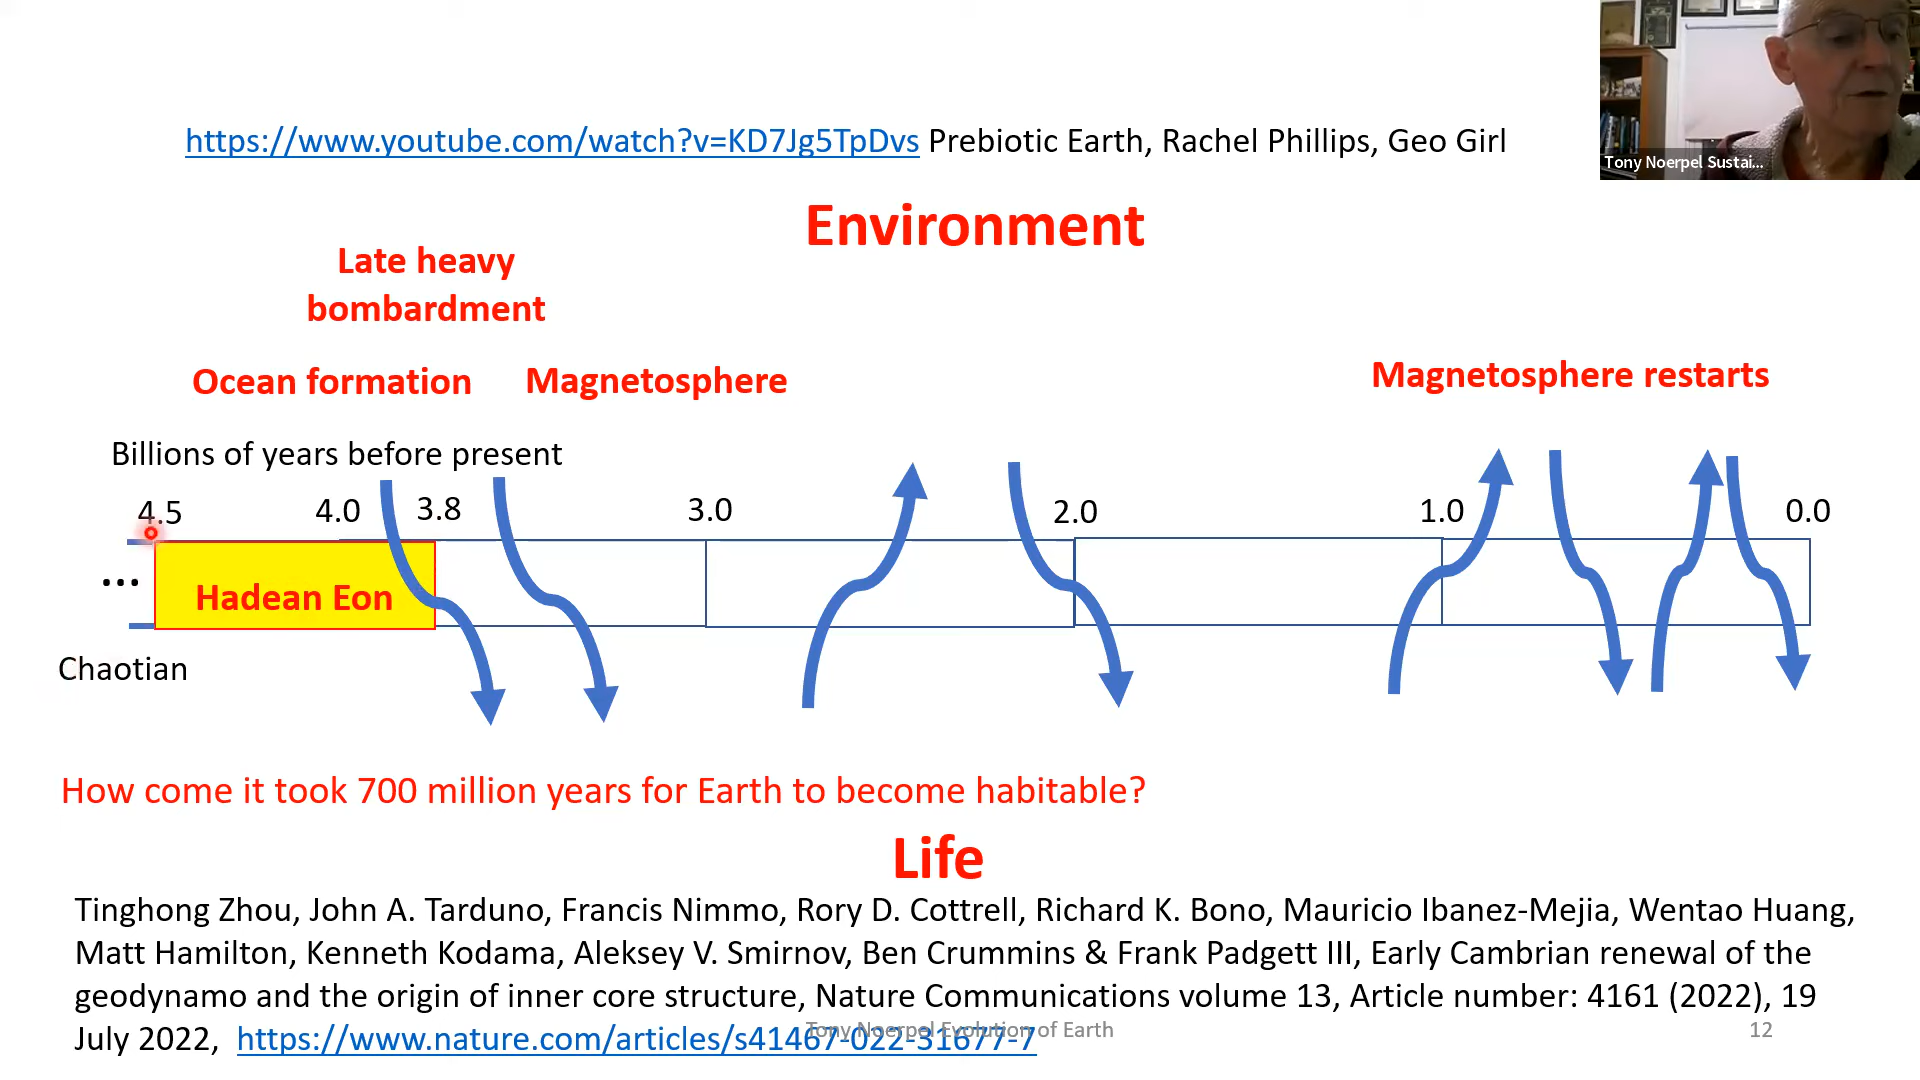 https://www.youtube.com/watch?v=KD7Jg5TpDvs Prebiotic Earth, Rachel Phillips, Geo Girl
Tony Noerpel Sustai...
Environment
Late heavy
bombardment
Ocean formation
Magnetosphere
Magnetosphere restarts
Billions of years before present
4.5 4.0 3.8 3.0 2.0 1.0 0.0
...
Hadean Eon
Chaotian
How come it took 700 million years for Earth to become habitable?
Life
Tinghong Zhou, John A. Tarduno, Francis Nimmo, Rory D. Cottrell, Richard K. Bono, Mauricio Ibanez-Mejia, Wentao Huang,
Matt Hamilton, Kenneth Kodama, Aleksey V. Smirnov, Ben Crummins & Frank Padgett III, Early Cambrian renewal of the
geodynamo and the origin of inner core structure, Nature Communications volume 13, Article number: 4161 (2022), 19
July 2022, https://www.nature.com/articles/s41467-022-31677-7
Tony Noerpel Evolution of Earth
12